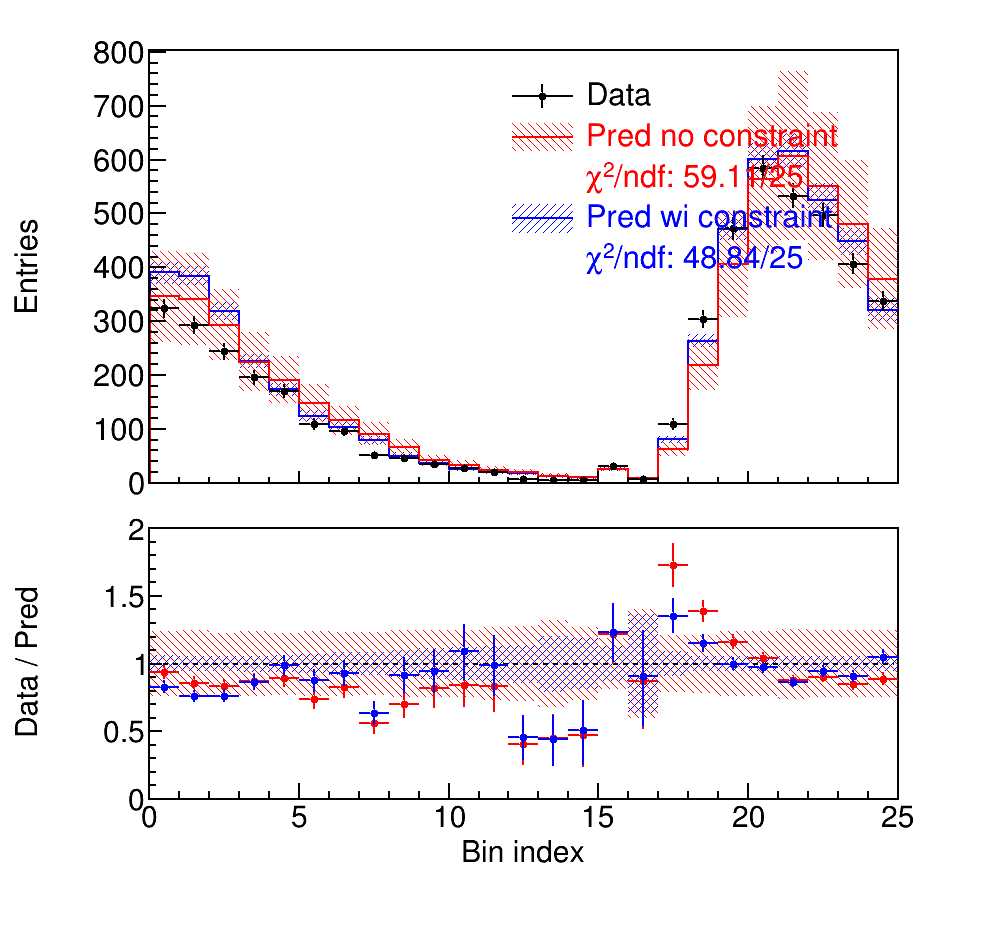 800
700
600
500
400
300
200
100
0
Entries
Data
Pred no constraint
χ²/ndf: 59.11/25
Pred wi constraint
χ²/ndf: 48.84/25
2
1.5
1
0.5
0
Data / Pred
0 5 10 15 20 25
Bin index